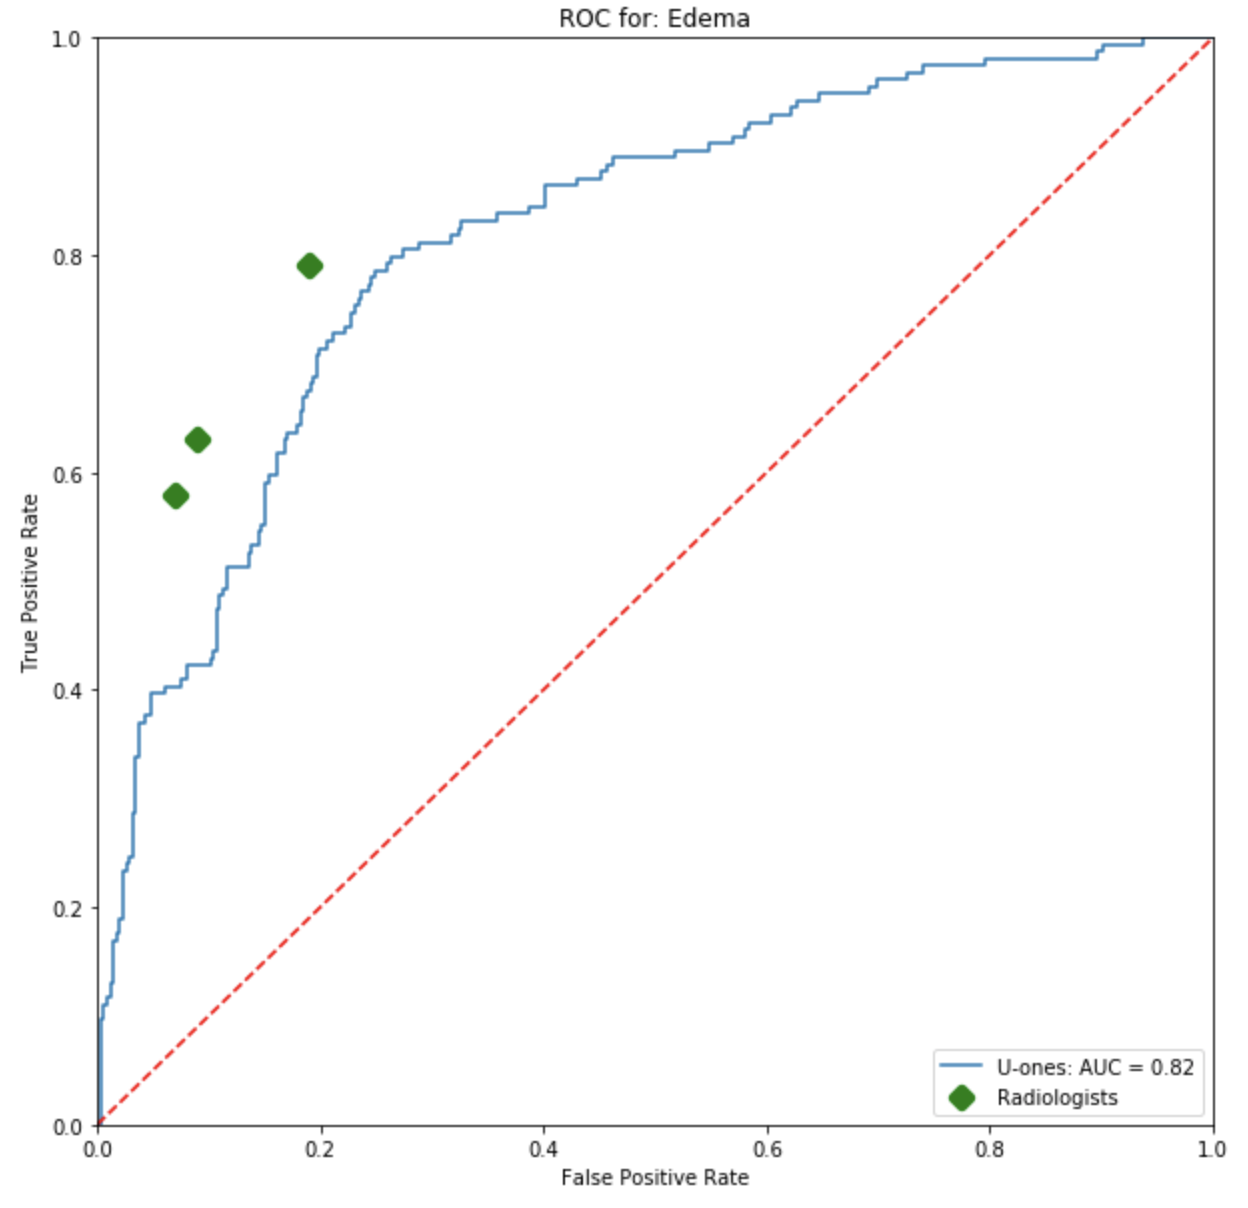 ROC for: Edema
1.0
0.8
0.6
0.4
0.2
0.0
True Positive Rate
0.0 0.2 0.4 0.6 0.8 1.0
False Positive Rate
U-ones: AUC = 0.82
Radiologists